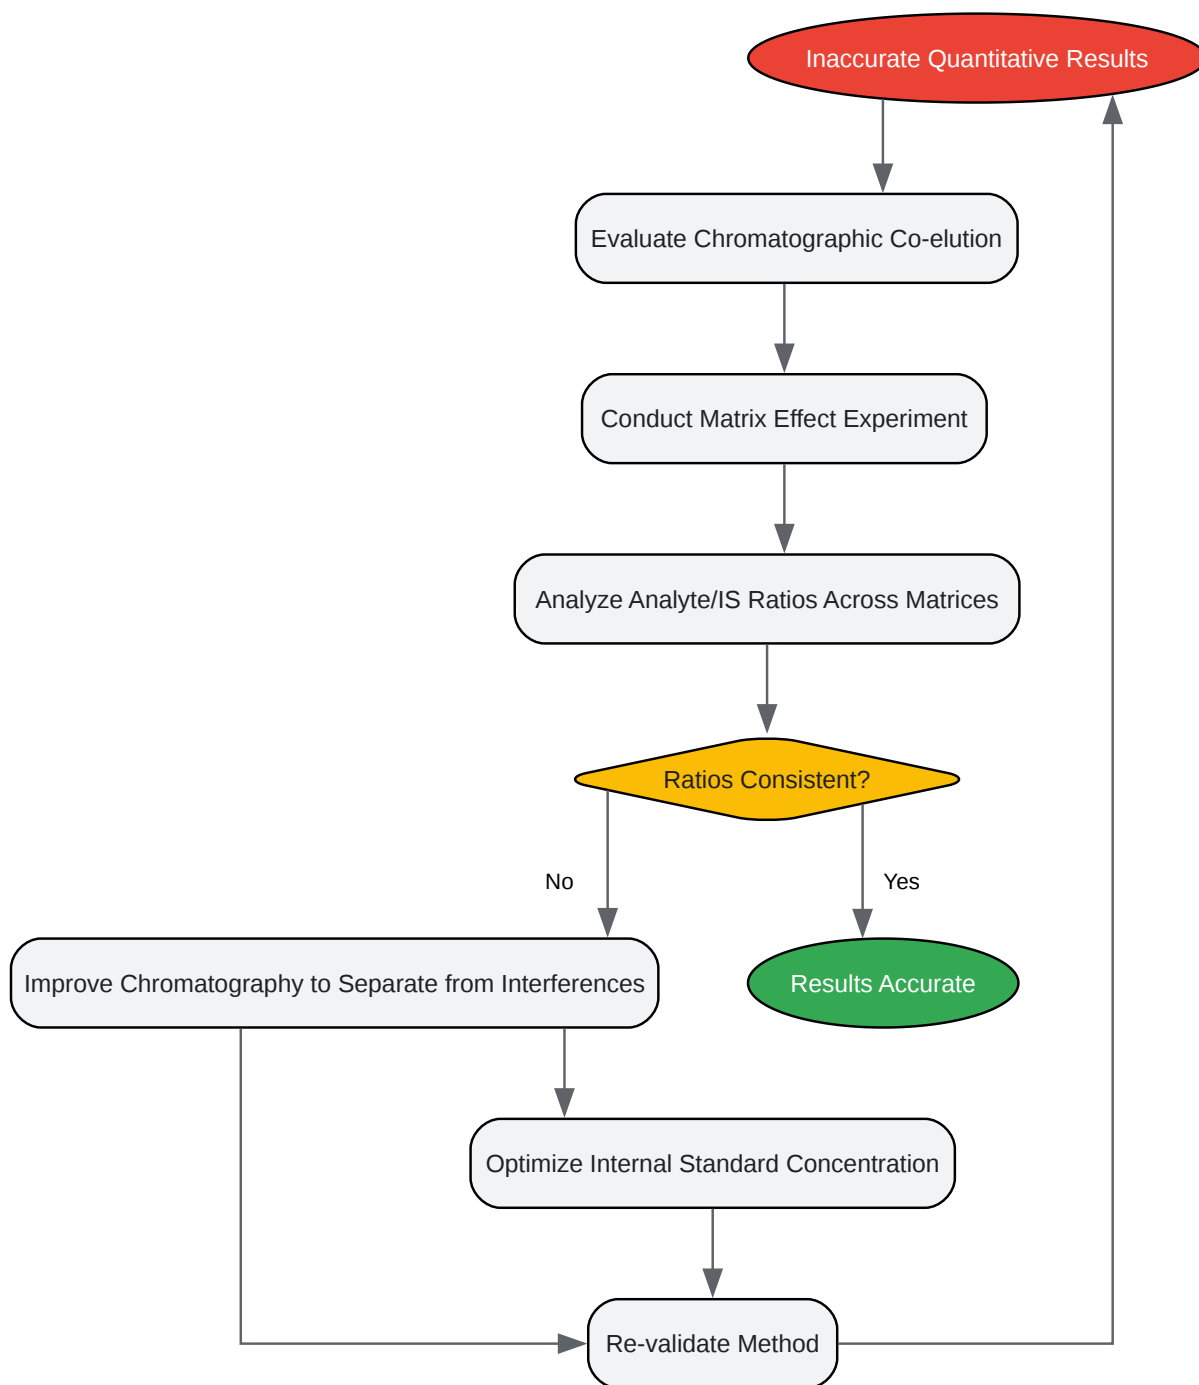 Inaccurate Quantitative Results
Evaluate Chromatographic Co-elution
Conduct Matrix Effect Experiment
Analyze Analyte/IS Ratios Across Matrices
Ratios Consistent?
No
Yes
Improve Chromatography to Separate from Interferences
Results Accurate
Optimize Internal Standard Concentration
Re-validate Method